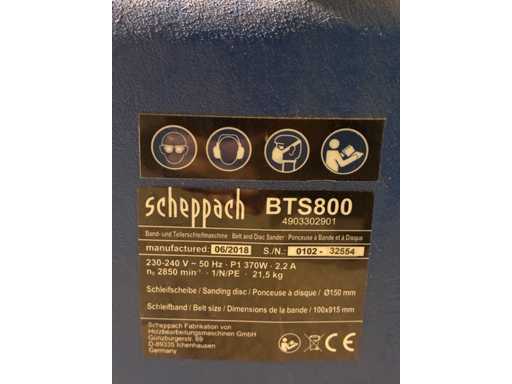 scheppach BTS800
4903302901
Band- und Tellerschleifmaschine Belt and Disc Sander Ponceuse à Bande et à Disque
manufactured: 06/2018 S./N.: 0102 - 32554
230-240 V ~ 50 Hz · P1 370W · 2,2 A
n₀ 2850 min⁻¹ · 1/N/PE · 21,5 kg
Schleifscheibe / Sanding disc / Ponceuse à disque / Ø150 mm
Schleifband / Belt size / Dimensions de la bande / 100x915 mm
Scheppach Fabrikation von
Holzbearbeitungsmaschinen GmbH
Günzburgerstr. 69
D-89335 Ichenhausen
Germany
CE